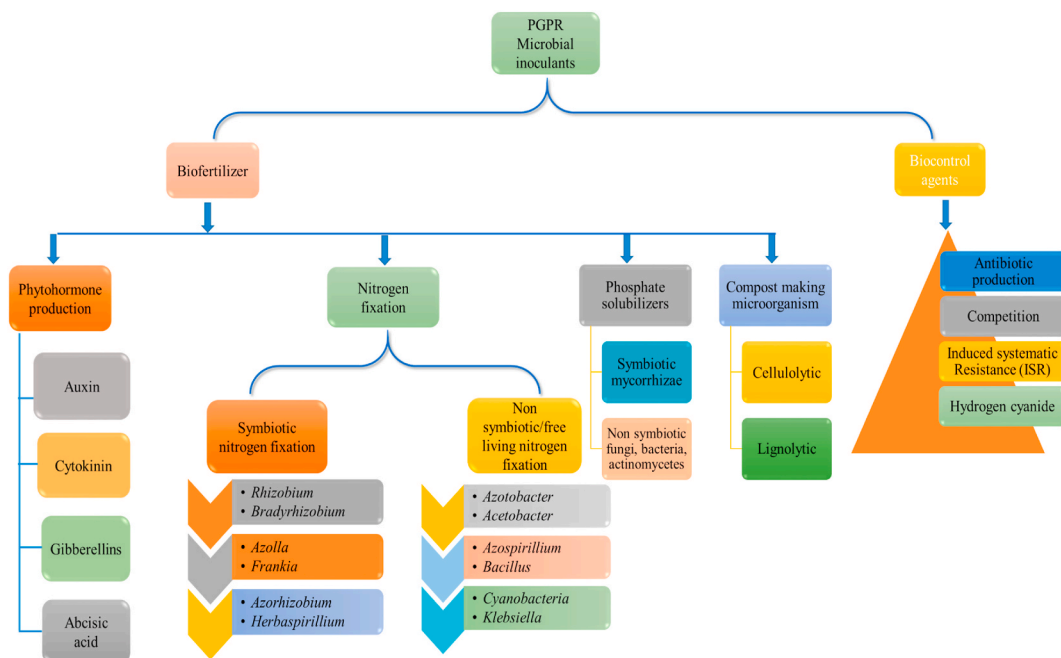 PGPR
Microbial
inoculants
Biofertilizer
Biocontrol
agents
Phytohormone
production
Nitrogen
fixation
Phosphate
solubilizers
Compost making
microorganism
Antibiotic
production
Competition
Induced systematic
Resistance (ISR)
Hydrogen cyanide
Auxin
Cytokinin
Gibberellins
Abcisic
acid
Symbiotic
nitrogen fixation
Non
symbiotic/free
living nitrogen
fixation
Symbiotic
mycorrhizae
Non symbiotic
fungi, bacteria,
actinomycetes
Cellulolytic
Lignolytic
• Rhizobium
• Bradyrhizobium
• Azolla
• Frankia
• Azorhizobium
• Herbaspirillium
• Azotobacter
• Acetobacter
• Azospirillium
• Bacillus
• Cyanobacteria
• Klebsiella